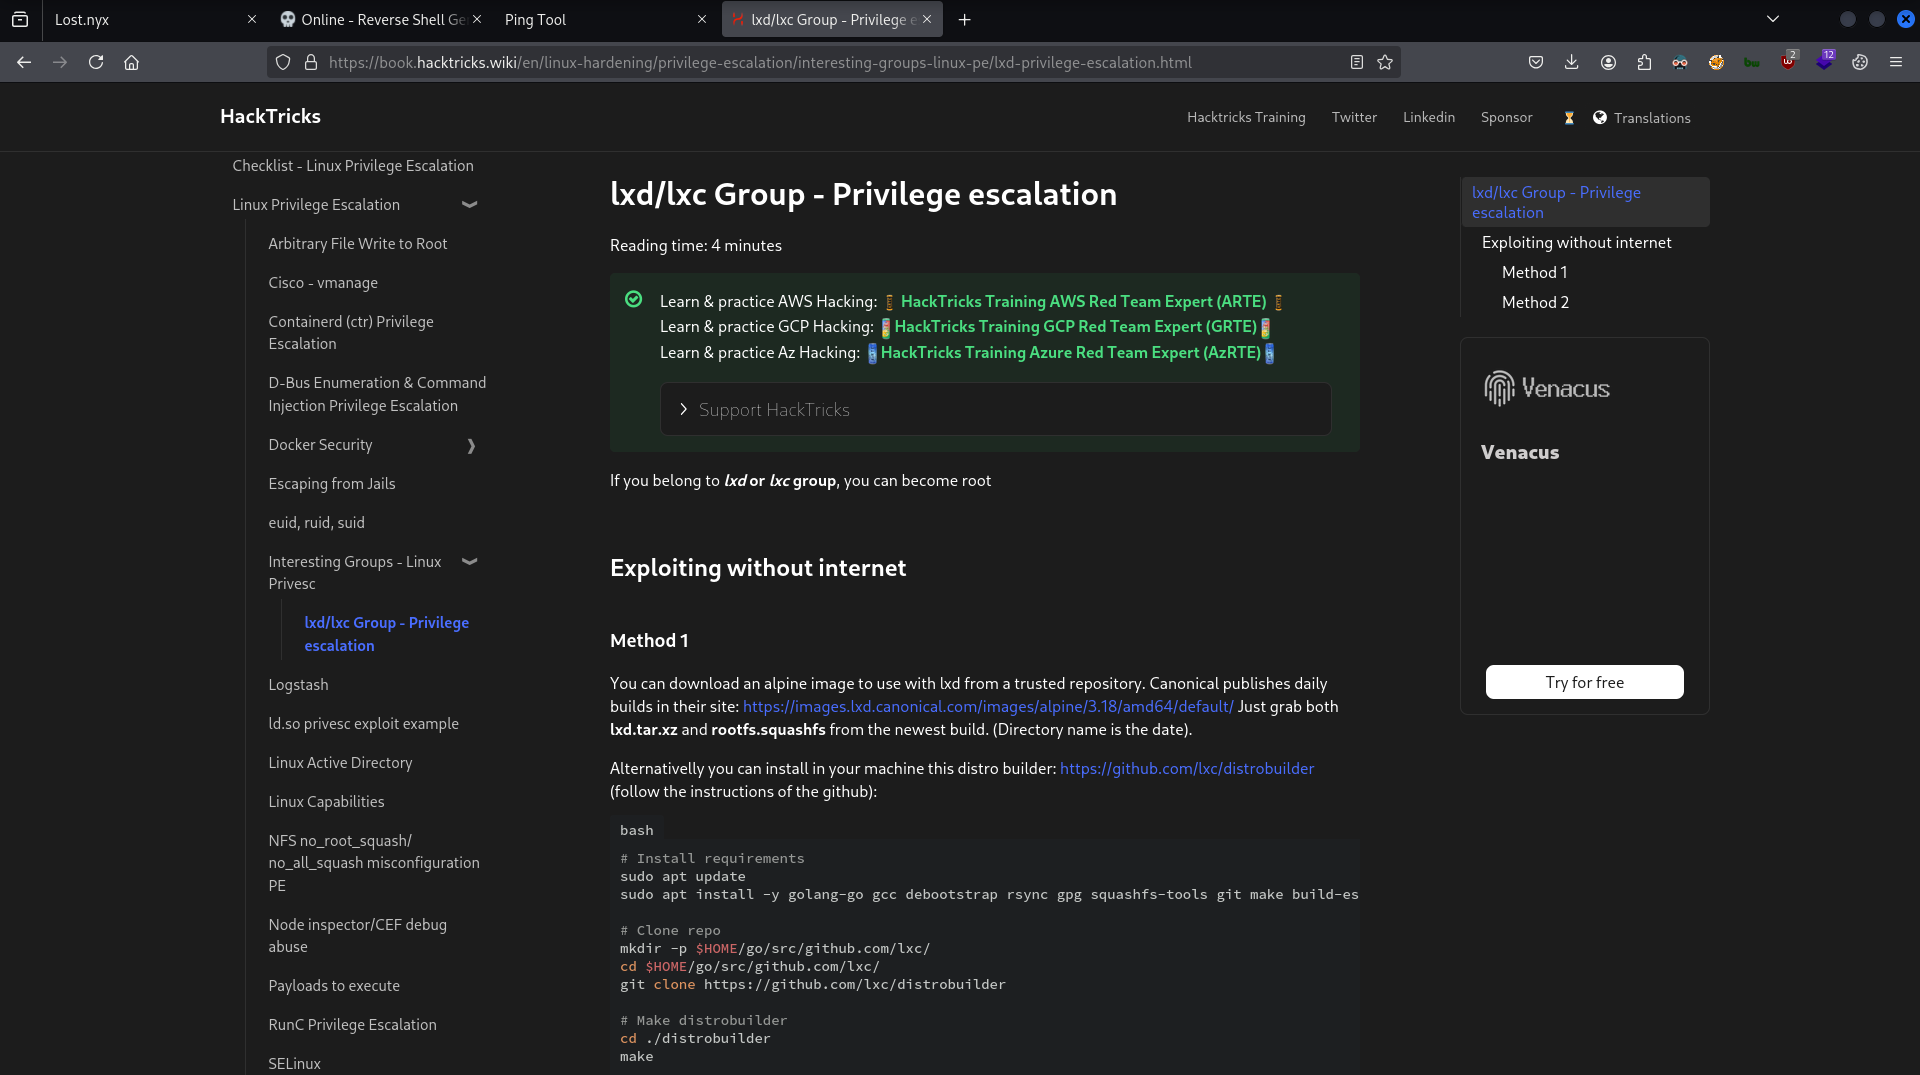 Lost.nyx
Online - Reverse Shell Ge
Ping Tool
lxd/lxc Group - Privilege e
https://book.hacktricks.wiki/en/linux-hardening/privilege-escalation/interesting-groups-linux-pe/lxd-privilege-escalation.html
2
12
HackTricks
Hacktricks Training
Twitter
Linkedin
Sponsor
Translations
Checklist - Linux Privilege Escalation
Linux Privilege Escalation
Arbitrary File Write to Root
Cisco - vmanage
Containerd (ctr) Privilege
Escalation
D-Bus Enumeration & Command
Injection Privilege Escalation
Docker Security
Escaping from Jails
euid, ruid, suid
Interesting Groups - Linux
Privesc
lxd/lxc Group - Privilege
escalation
Logstash
ld.so privesc exploit example
Linux Active Directory
Linux Capabilities
NFS no_root_squash/
no_all_squash misconfiguration
PE
Node inspector/CEF debug
abuse
Payloads to execute
RunC Privilege Escalation
SELinux
lxd/lxc Group - Privilege escalation
Reading time: 4 minutes
Learn & practice AWS Hacking: HackTricks Training AWS Red Team Expert (ARTE)
Learn & practice GCP Hacking: HackTricks Training GCP Red Team Expert (GRTE)
Learn & practice Az Hacking: HackTricks Training Azure Red Team Expert (AzRTE)
Support HackTricks
If you belong to lxd or lxc group, you can become root
Exploiting without internet
Method 1
You can download an alpine image to use with lxd from a trusted repository. Canonical publishes daily
builds in their site: https://images.lxd.canonical.com/images/alpine/3.18/amd64/default/ Just grab both
lxd.tar.xz and rootfs.squashfs from the newest build. (Directory name is the date).
Alternativelly you can install in your machine this distro builder: https://github.com/lxc/distrobuilder
(follow the instructions of the github):
bash
# Install requirements
sudo apt update
sudo apt install -y golang-go gcc debootstrap rsync gpg squashfs-tools git make build-es
# Clone repo
mkdir -p $HOME/go/src/github.com/lxc/
cd $HOME/go/src/github.com/lxc/
git clone https://github.com/lxc/distrobuilder
# Make distrobuilder
cd ./distrobuilder
make
lxd/lxc Group - Privilege
escalation
Exploiting without internet
Method 1
Method 2
Venacus
Venacus
Try for free